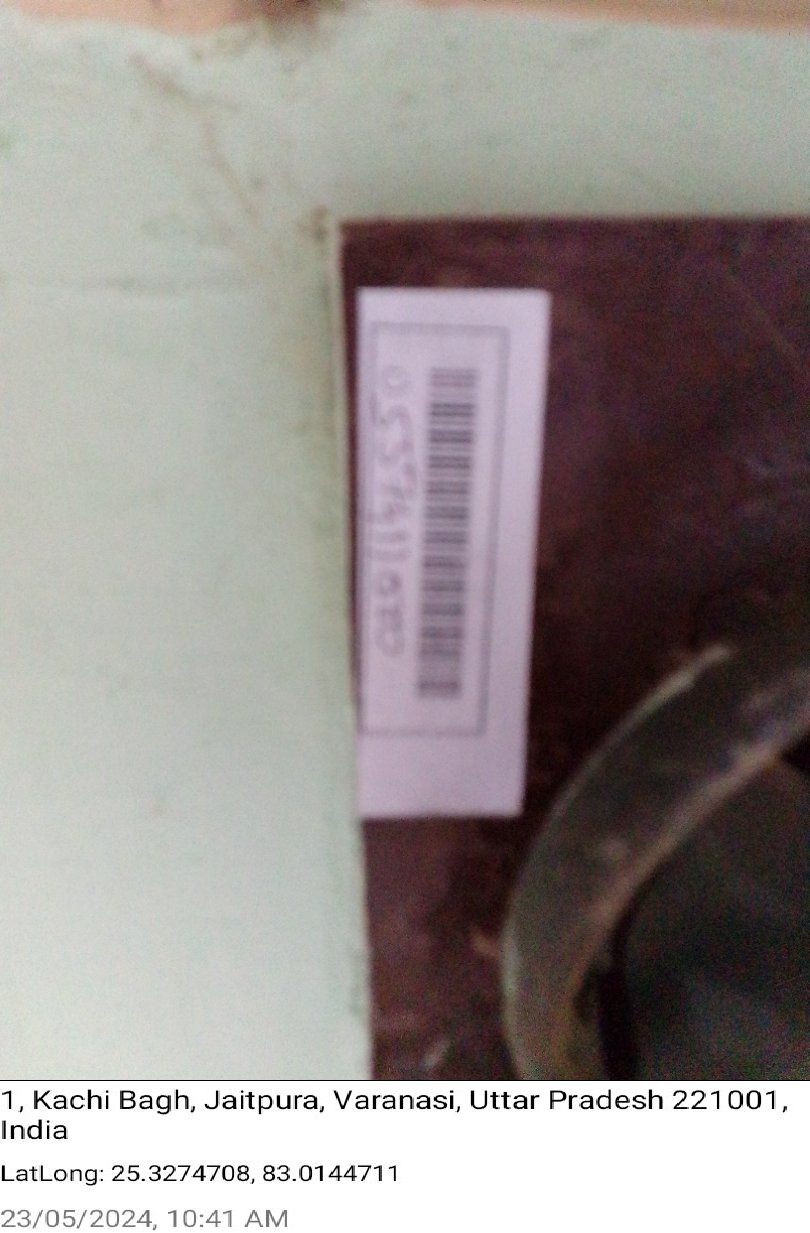 1, Kachi Bagh, Jaitpura, Varanasi, Uttar Pradesh 221001,
India
LatLong: 25.3274708, 83.0144711
23/05/2024, 10:41 AM